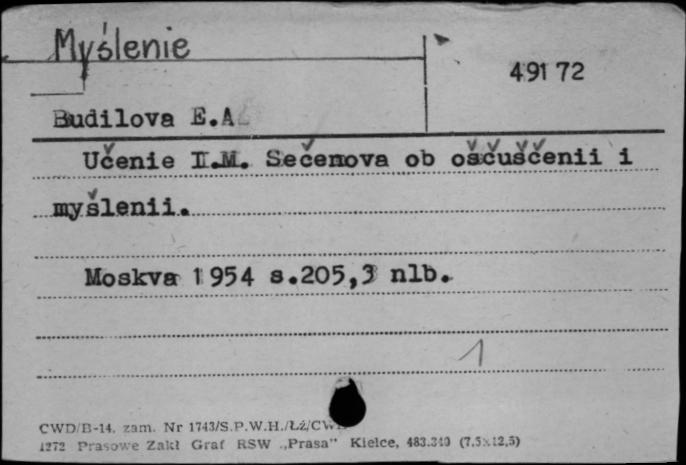 Myślenie
491 72
Budilova E.A
Učenie I.M. Sečenova ob oščuščenii i
myšlenii.
Moskva 1954 s.205,3 nlb.
1
CWD/B-14. zam. Nr 1743/S.P.W.H./Łż/CW
1272 Prasowe Zakł Graf RSW „Prasa" Kielce, 483.340 (7,5x12,5)